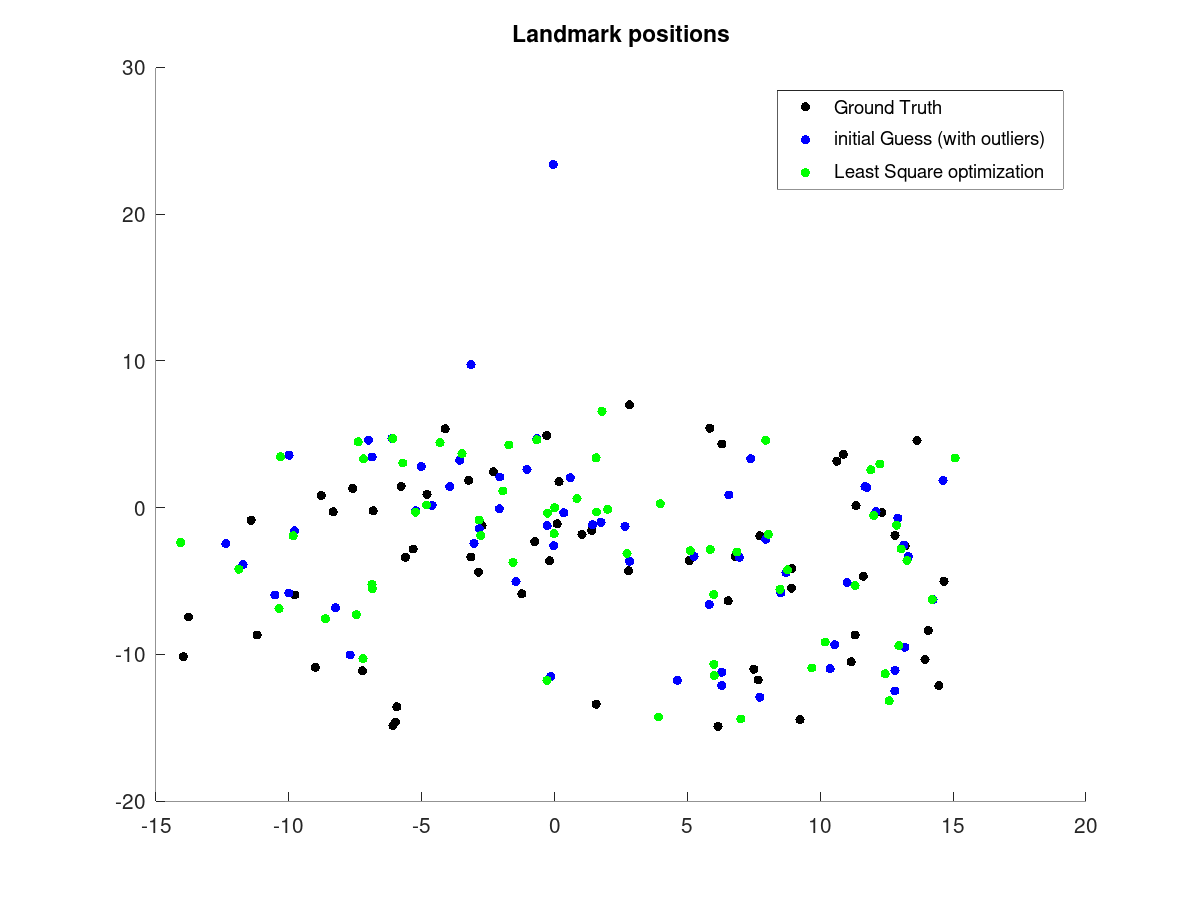 Landmark positions
30
Ground Truth
initial Guess (with outliers)
Least Square optimization
20
10
0
-10
-20
-15 -10 -5 0 5 10 15 20